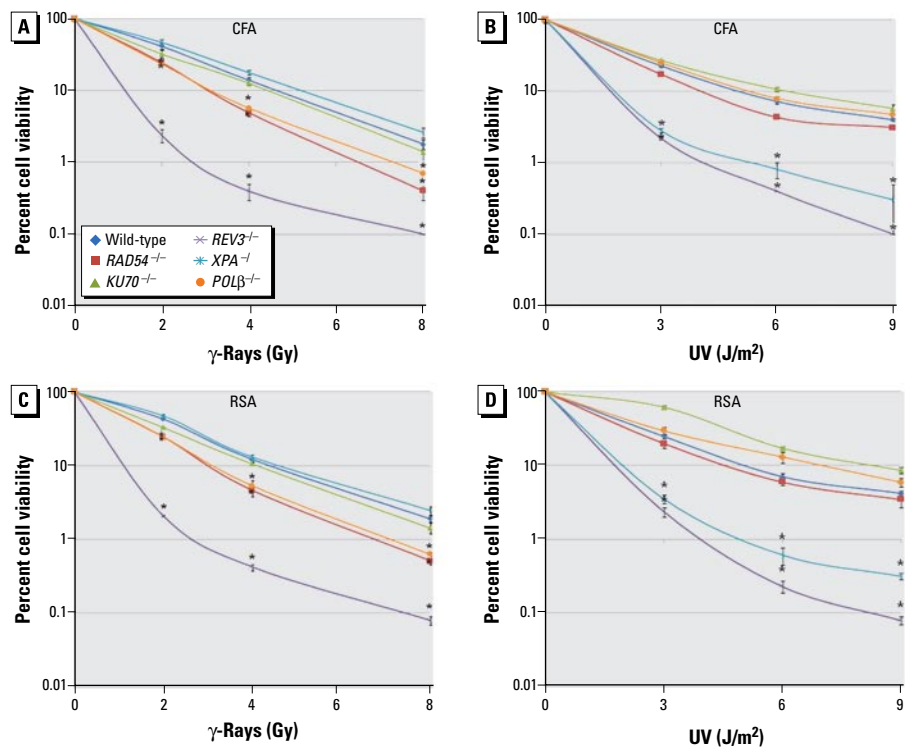 A
CFA
Percent cell viability
100
10
1
0.1
0.01
Wild-type
REV3−/−
RAD54−/−
XPA−/
KU70−/−
POLβ−/−
0 2 4 6 8
γ-Rays (Gy)
B
CFA
Percent cell viability
100
10
1
0.1
0.01
0 3 6 9
UV (J/m²)
C
RSA
Percent cell viability
100
10
1
0.1
0.01
0 2 4 6 8
γ-Rays (Gy)
D
RSA
Percent cell viability
100
10
1
0.1
0.01
0 3 6 9
UV (J/m²)